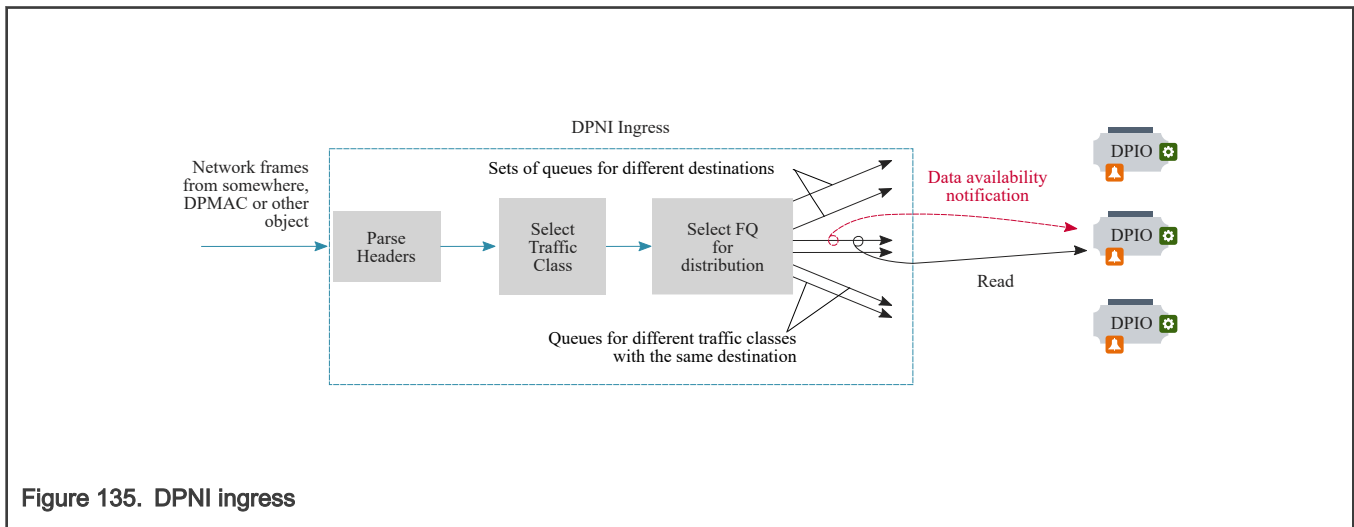 DPNI Ingress
Network frames
from somewhere,
DPMAC or other
object
Parse
Headers
Select
Traffic
Class
Select FQ
for
distribution
Sets of queues for different destinations
Queues for different traffic classes
with the same destination
Data availability
notification
Read
DPIO
DPIO
DPIO
Figure 135. DPNI ingress